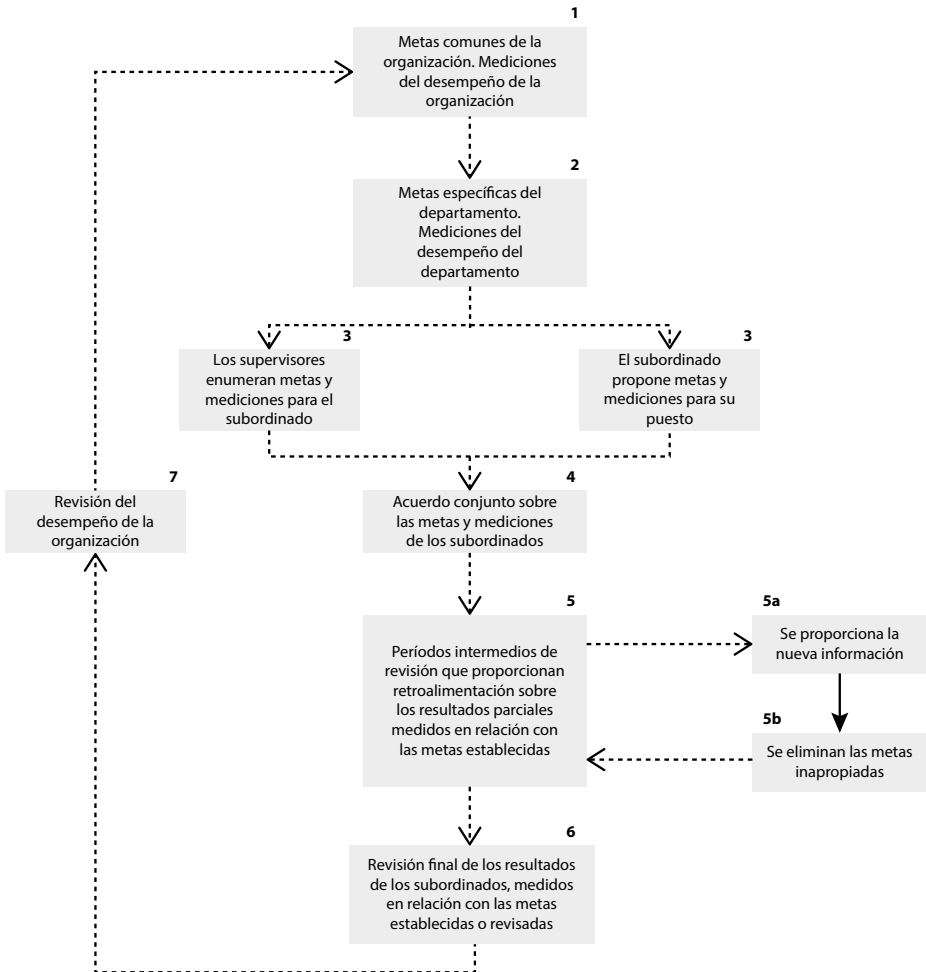 1
Metas comunes de la
organización. Mediciones
del desempeño de la
organización
2
Metas específicas del
departamento.
Mediciones del
desempeño del
departamento
3
Los supervisores
enumeran metas y
mediciones para el
subordinado
3
El subordinado
propone metas y
mediciones para su
puesto
4
Acuerdo conjunto sobre
las metas y mediciones
de los subordinados
7
Revisión del
desempeño de la
organización
5
Períodos intermedios de
revisión que proporcionan
retroalimentación sobre
los resultados parciales
medidos en relación con
las metas establecidas
5a
Se proporciona la
nueva información
5b
Se eliminan las metas
inapropiadas
6
Revisión final de los resultados
de los subordinados, medidos
en relación con las metas
establecidas o revisadas